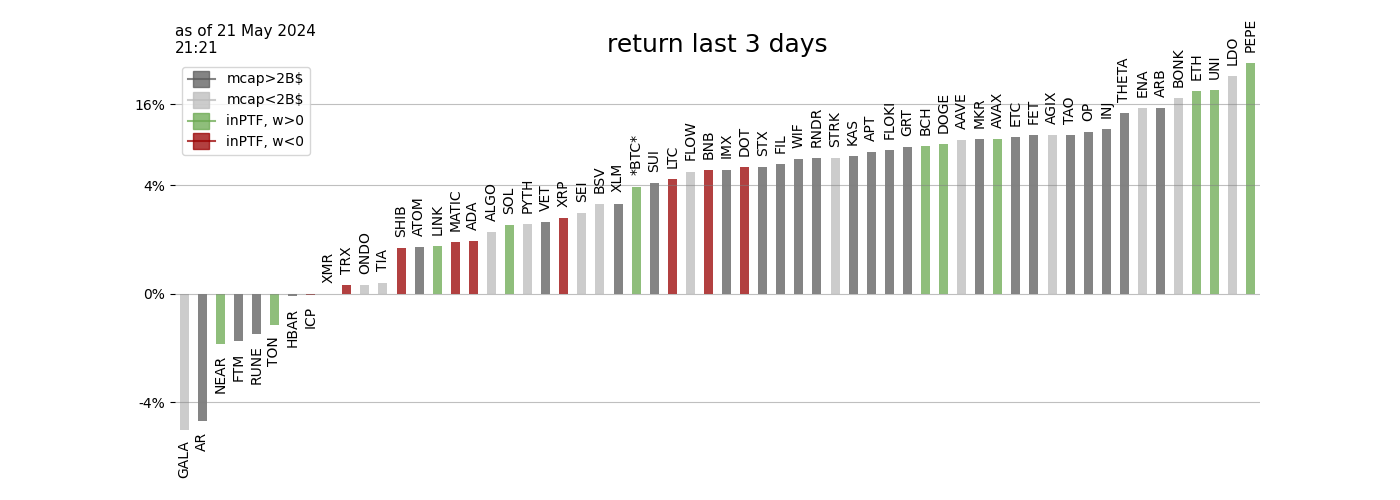 as of 21 May 2024
21:21
return last 3 days
mcap>2B$
mcap<2B$
inPTF, w>0
inPTF, w<0
16%
4%
0%
-4%
GALA
AR
NEAR
FTM
RUNE
TON
HBAR
ICP
XMR
TRX
ONDO
TIA
SHIB
ATOM
LINK
MATIC
ADA
ALGO
SOL
PYTH
VET
XRP
SEI
BSV
XLM
*BTC*
SUI
LTC
FLOW
BNB
IMX
DOT
STX
FIL
WIF
RNDR
STRK
KAS
APT
FLOKI
GRT
BCH
DOGE
AAVE
MKR
AVAX
ETC
FET
AGIX
TAO
OP
INJ
THETA
ENA
ARB
BONK
ETH
UNI
LDO
PEPE